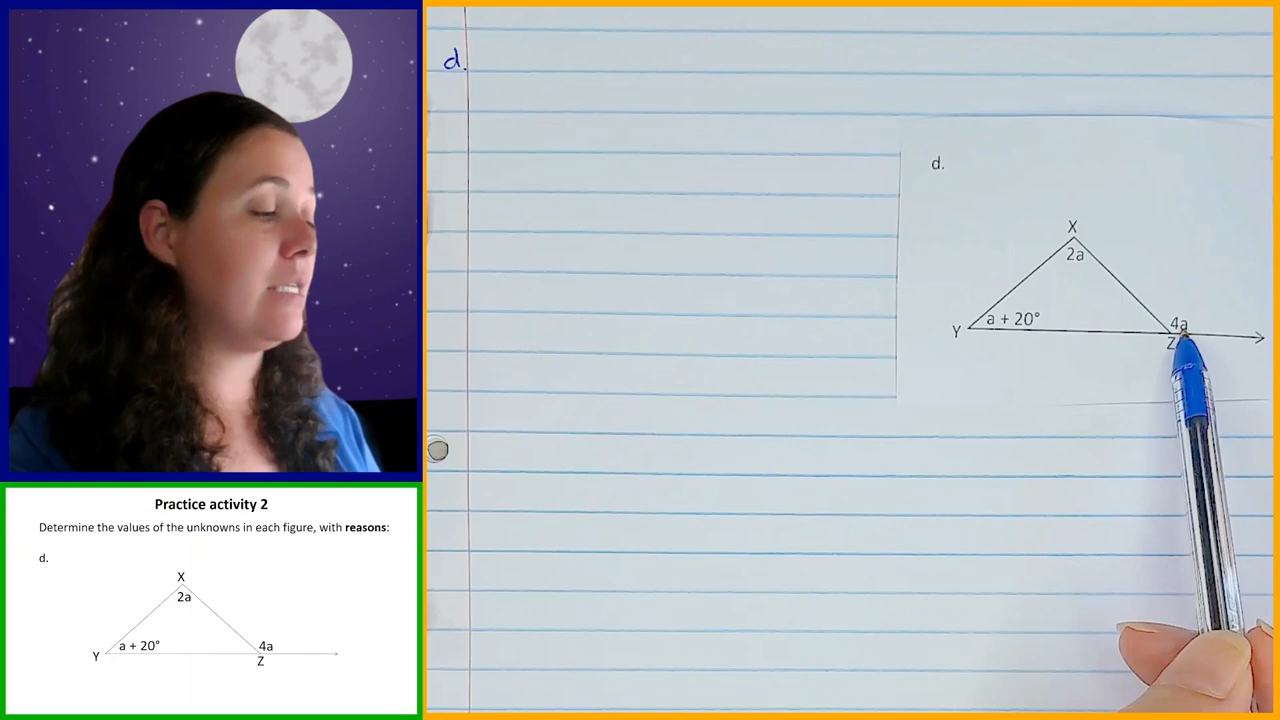 Practice activity 2
Determine the values of the unknowns in each figure, with reasons:
d.
X
2a
a + 20°
4a
Y
Z
d.
d.
X
2a
a + 20°
4a
Y
Z